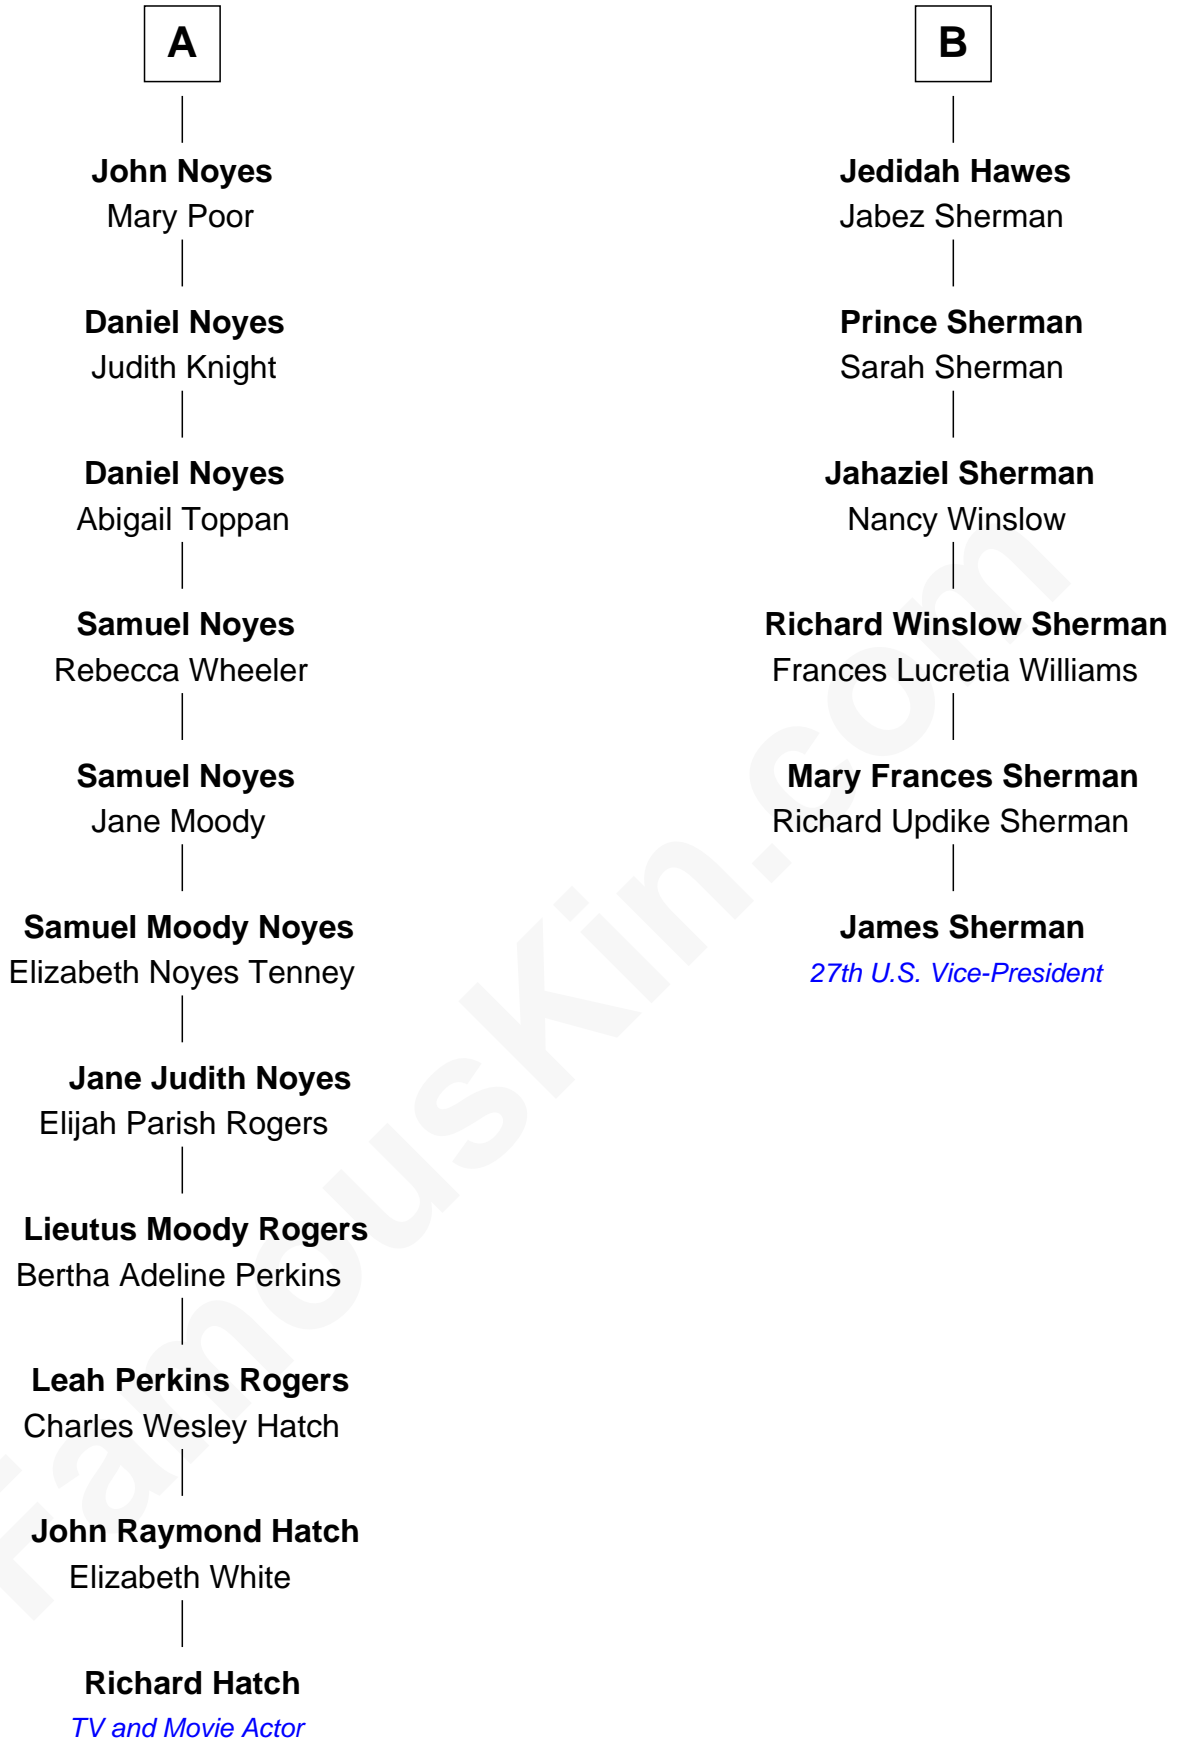 A
John Noyes
Mary Poor
Daniel Noyes
Judith Knight
Daniel Noyes
Abigail Toppan
Samuel Noyes
Rebecca Wheeler
Samuel Noyes
Jane Moody
Samuel Moody Noyes
Elizabeth Noyes Tenney
Jane Judith Noyes
Elijah Parish Rogers
Lieutus Moody Rogers
Bertha Adeline Perkins
Leah Perkins Rogers
Charles Wesley Hatch
John Raymond Hatch
Elizabeth White
Richard Hatch
TV and Movie Actor
B
Jedidah Hawes
Jabez Sherman
Prince Sherman
Sarah Sherman
Jahaziel Sherman
Nancy Winslow
Richard Winslow Sherman
Frances Lucretia Williams
Mary Frances Sherman
Richard Updike Sherman
James Sherman
27th U.S. Vice-President
FamousKin.com